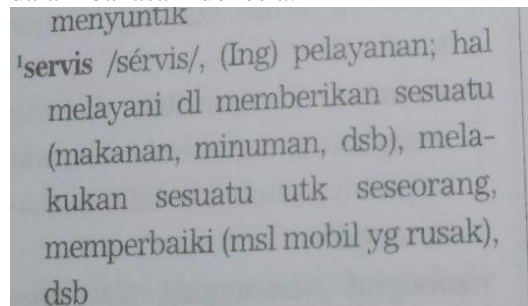 menyuntik
¹servis /sérvis/, (Ing) pelayanan; hal
melayani dl memberikan sesuatu
(makanan, minuman, dsb), mela-
kukan sesuatu utk seseorang,
memperbaiki (msl mobil yg rusak),
dsb